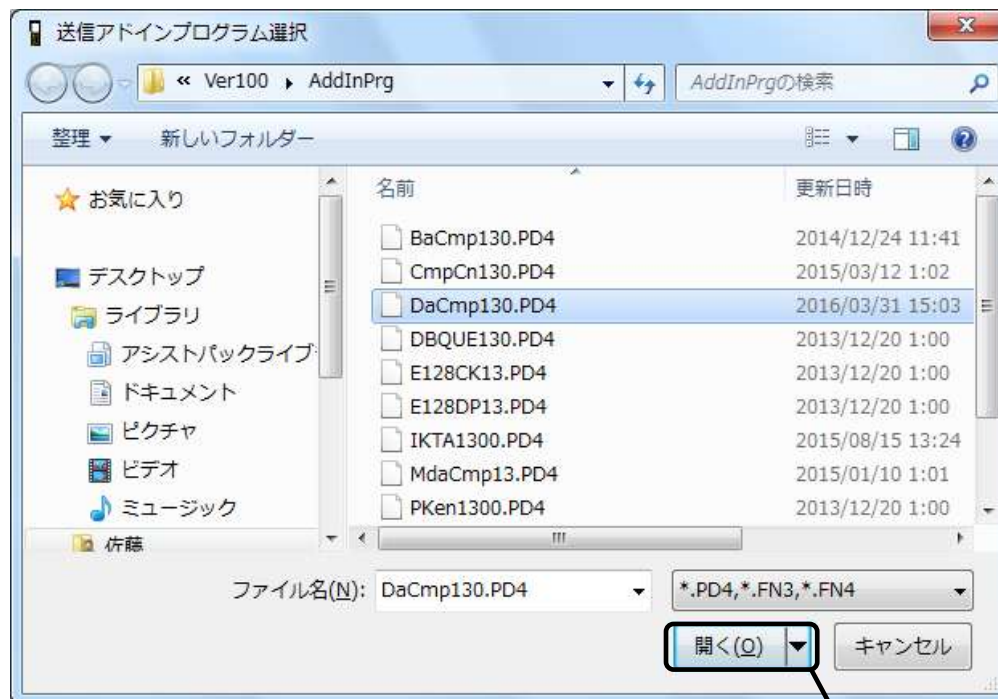 送信アドインプログラム選択
« Ver100 ▸ AddInPrg
AddInPrgの検索
整理 ▼ 新しいフォルダー
お気に入り
デスクトップ
ライブラリ
アシストパックライブ
ドキュメント
ピクチャ
ビデオ
ミュージック
佐藤
名前 更新日時
BaCmp130.PD4 2014/12/24 11:41
CmpCn130.PD4 2015/03/12 1:02
DaCmp130.PD4 2016/03/31 15:03
DBQUE130.PD4 2013/12/20 1:00
E128CK13.PD4 2013/12/20 1:00
E128DP13.PD4 2013/12/20 1:00
IKTA1300.PD4 2015/08/15 13:24
MdaCmp13.PD4 2015/01/10 1:01
PKen1300.PD4 2013/12/20 1:00
ファイル名(N): DaCmp130.PD4 *.PD4,*.FN3,*.FN4
開く(O) キャンセル